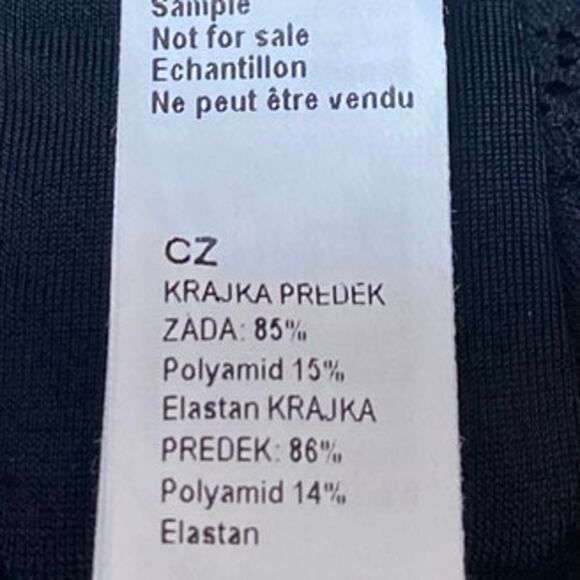 Sample
Not for sale
Echantillon
Ne peut être vendu
CZ
KRAJKA PREDEK
ZÁDA: 85%
Polyamid 15%
Elastan KRAJKA
PREDEK: 86%
Polyamid 14%
Elastan